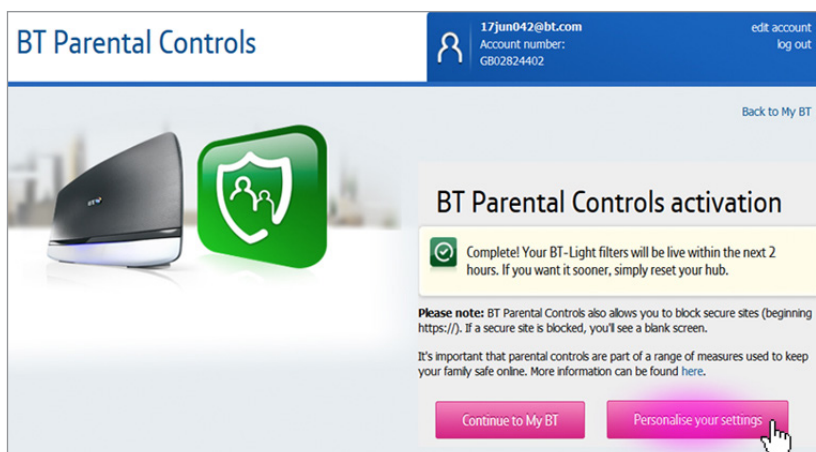 BT Parental Controls
17jun042@bt.com
Account number:
GB02824402
edit account
log out
Back to My BT
BT
BT Parental Controls activation
Complete! Your BT-Light filters will be live within the next 2
hours. If you want it sooner, simply reset your hub.
Please note: BT Parental Controls also allows you to block secure sites (beginning
https://). If a secure site is blocked, you'll see a blank screen.
It's important that parental controls are part of a range of measures used to keep
your family safe online. More information can be found here.
Continue to My BT
Personalise your settings